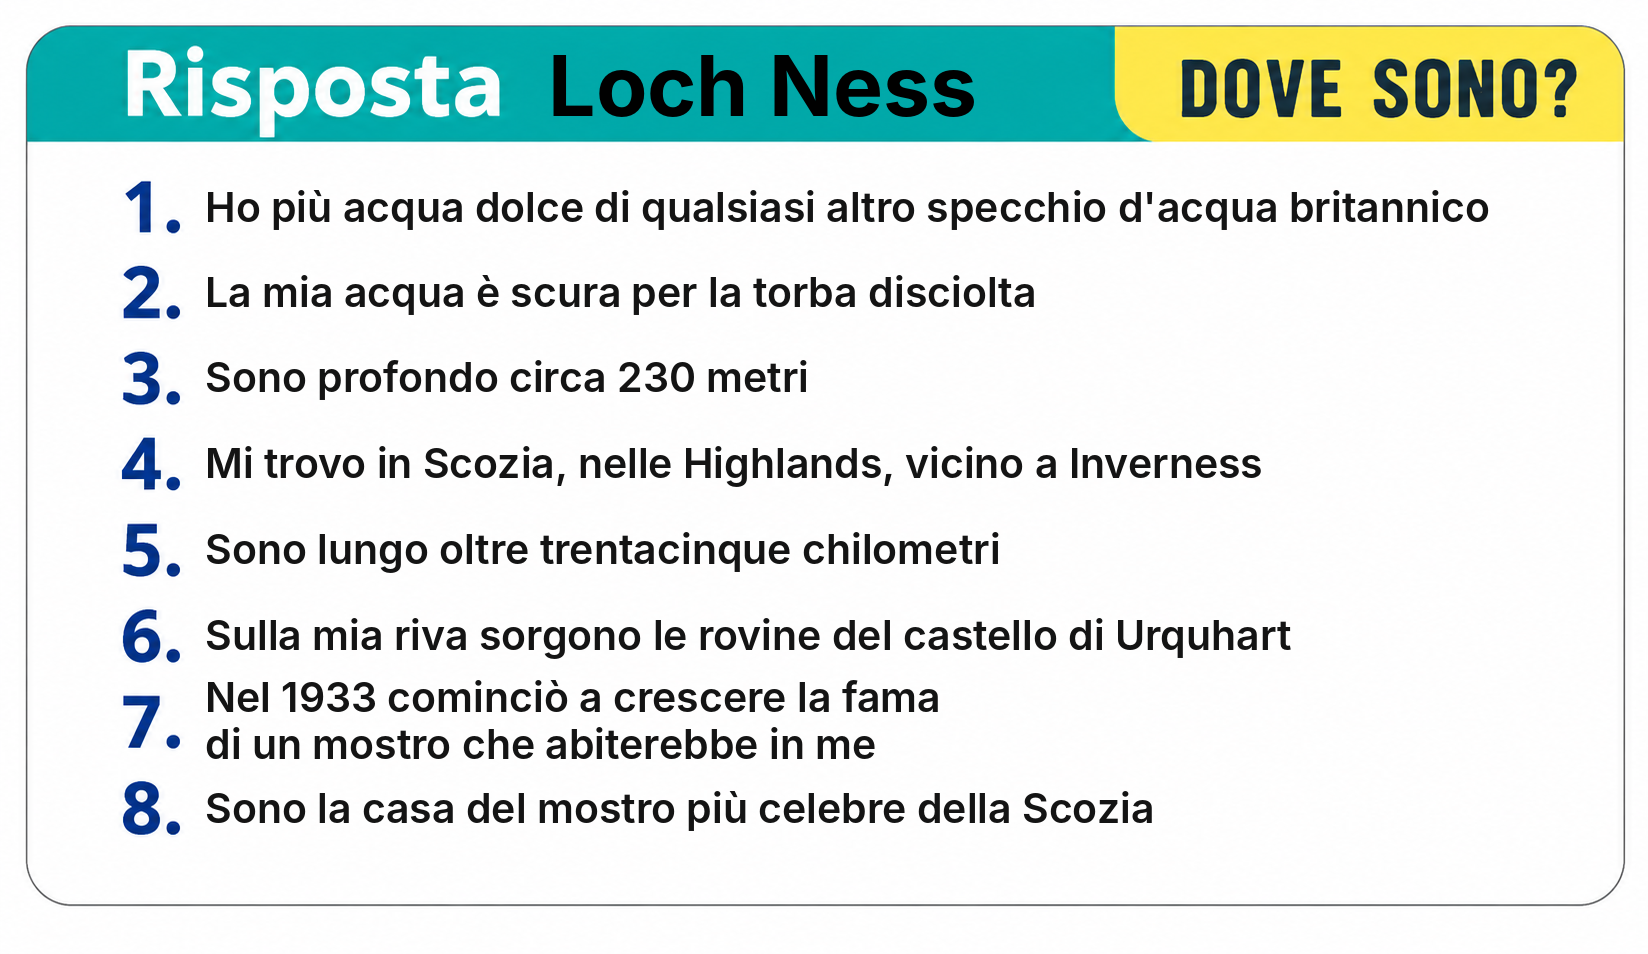 Risposta Loch Ness
DOVE SONO?
1. Ho più acqua dolce di qualsiasi altro specchio d'acqua britannico
2. La mia acqua è scura per la torba disciolta
3. Sono profondo circa 230 metri
4. Mi trovo in Scozia, nelle Highlands, vicino a Inverness
5. Sono lungo oltre trentacinque chilometri
6. Sulla mia riva sorgono le rovine del castello di Urquhart
7. Nel 1933 cominciò a crescere la fama
di un mostro che abiterebbe in me
8. Sono la casa del mostro più celebre della Scozia